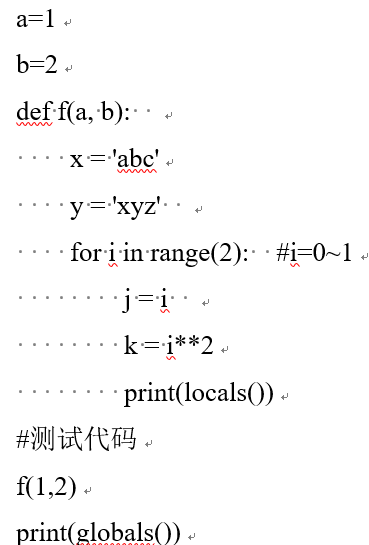 a=1
b=2
def f(a, b):
    x = 'abc'
    y = 'xyz'
    for i in range(2):  #i=0~1
        j = i
        k = i**2
        print(locals())
#测试代码
f(1,2)
print(globals())